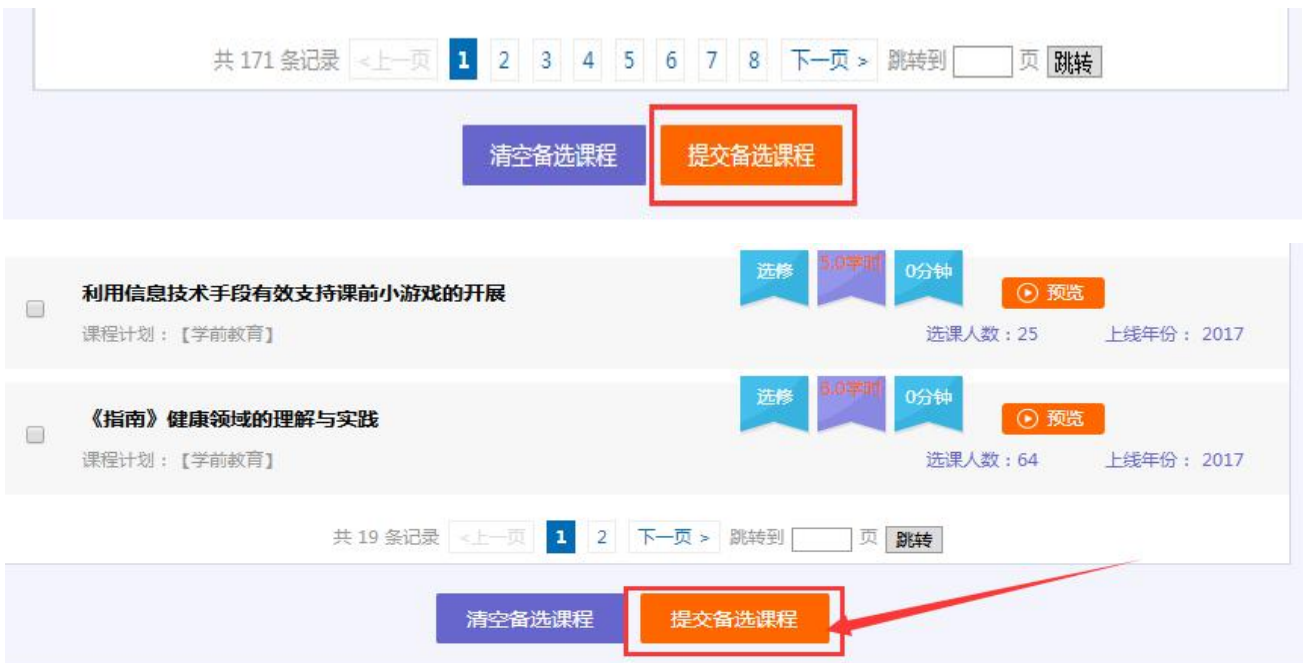 共 171 条记录 <上一页 1 2 3 4 5 6 7 8 下一页 > 跳转到 页 跳转
清空备选课程 提交备选课程
选修 5.0学时 0分钟
利用信息技术手段有效支持课前小游戏的开展 预览
课程计划：【学前教育】 选课人数：25 上线年份： 2017
选修 6.0学时 0分钟
《指南》健康领域的理解与实践 预览
课程计划：【学前教育】 选课人数：64 上线年份： 2017
共 19 条记录 <上一页 1 2 下一页 > 跳转到 页 跳转
清空备选课程 提交备选课程